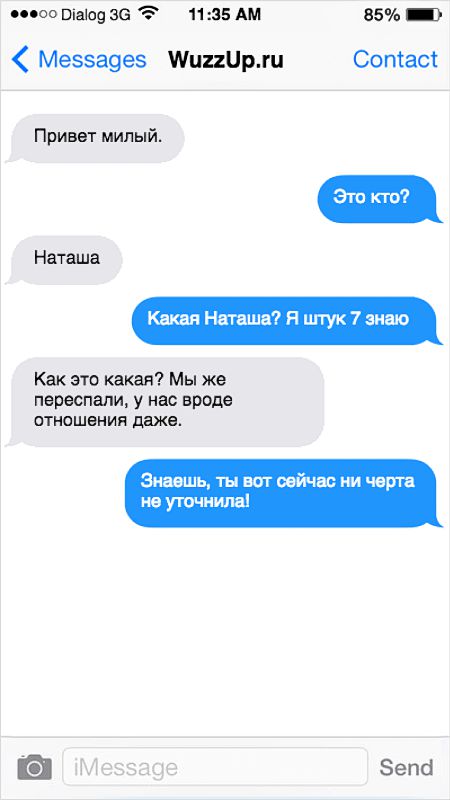 Dialog 3G 11:35 AM 85%
Messages WuzzUp.ru Contact
Привет милый.
Это кто?
Наташа
Какая Наташа? Я штук 7 знаю
Как это какая? Мы же
переспали, у нас вроде
отношения даже.
Знаешь, ты вот сейчас ни черта
не уточнила!
iMessage Send